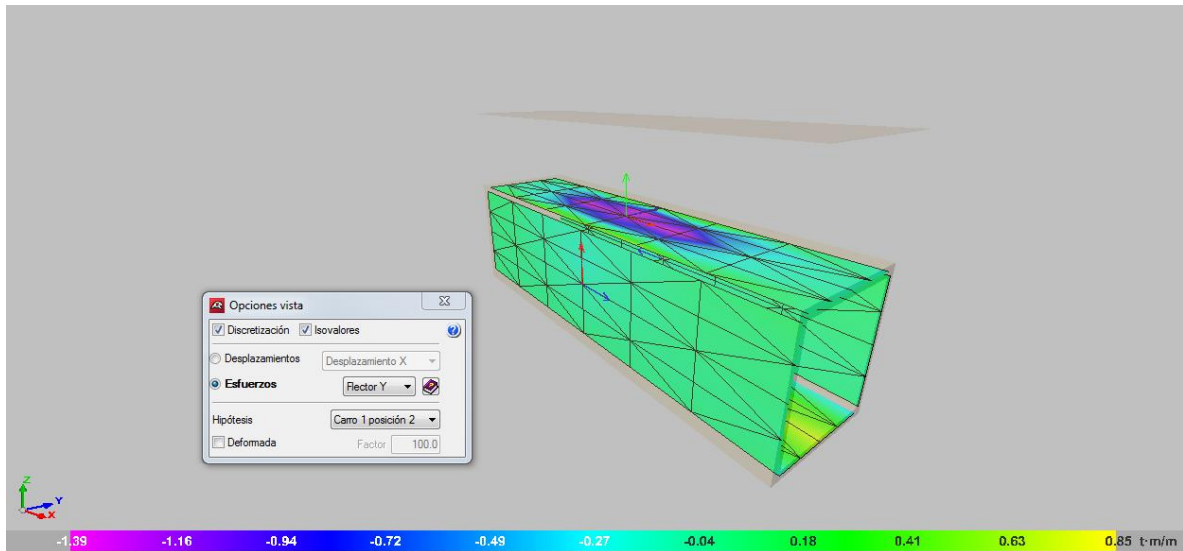 Opciones vista
Discretización Isovalores
Desplazamientos Desplazamiento X
Esfuerzos Flector Y
Hipótesis Carro 1 posición 2
Deformada Factor 100.0
Z
Y
X
-1.39 -1.16 -0.94 -0.72 -0.49 -0.27 -0.04 0.18 0.41 0.63 0.85 t·m/m